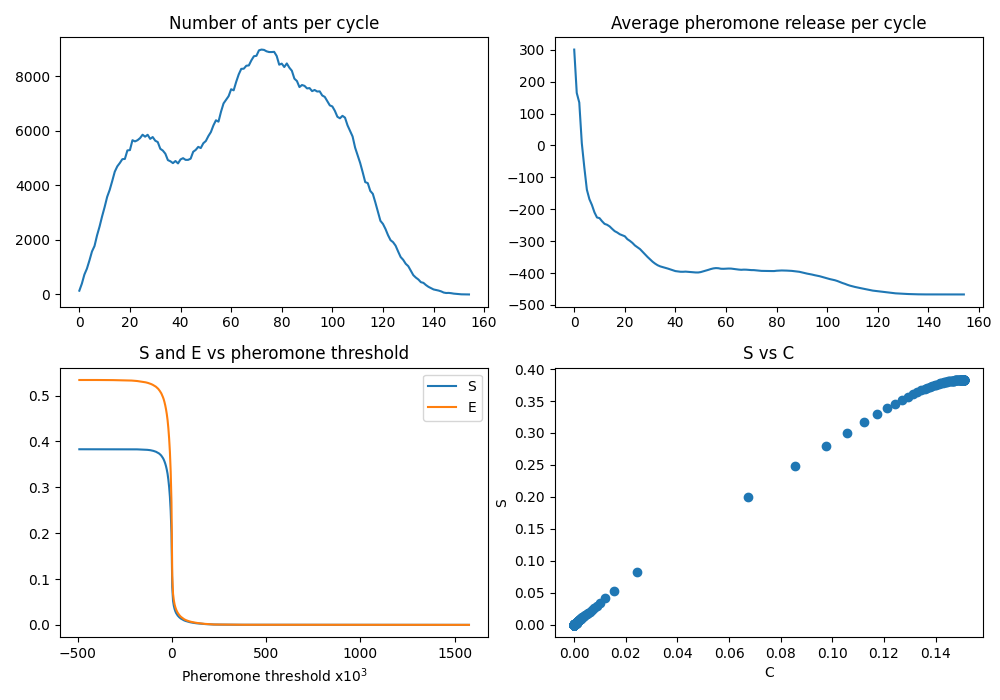 Number of ants per cycle
8000
6000
4000
2000
0
0 20 40 60 80 100 120 140 160
Average pheromone release per cycle
300
200
100
0
−100
−200
−300
−400
−500
0 20 40 60 80 100 120 140 160
S and E vs pheromone threshold
S
E
0.5
0.4
0.3
0.2
0.1
0.0
−500 0 500 1000 1500
Pheromone threshold x10³
S vs C
S
0.40
0.35
0.30
0.25
0.20
0.15
0.10
0.05
0.00
0.00 0.02 0.04 0.06 0.08 0.10 0.12 0.14
C